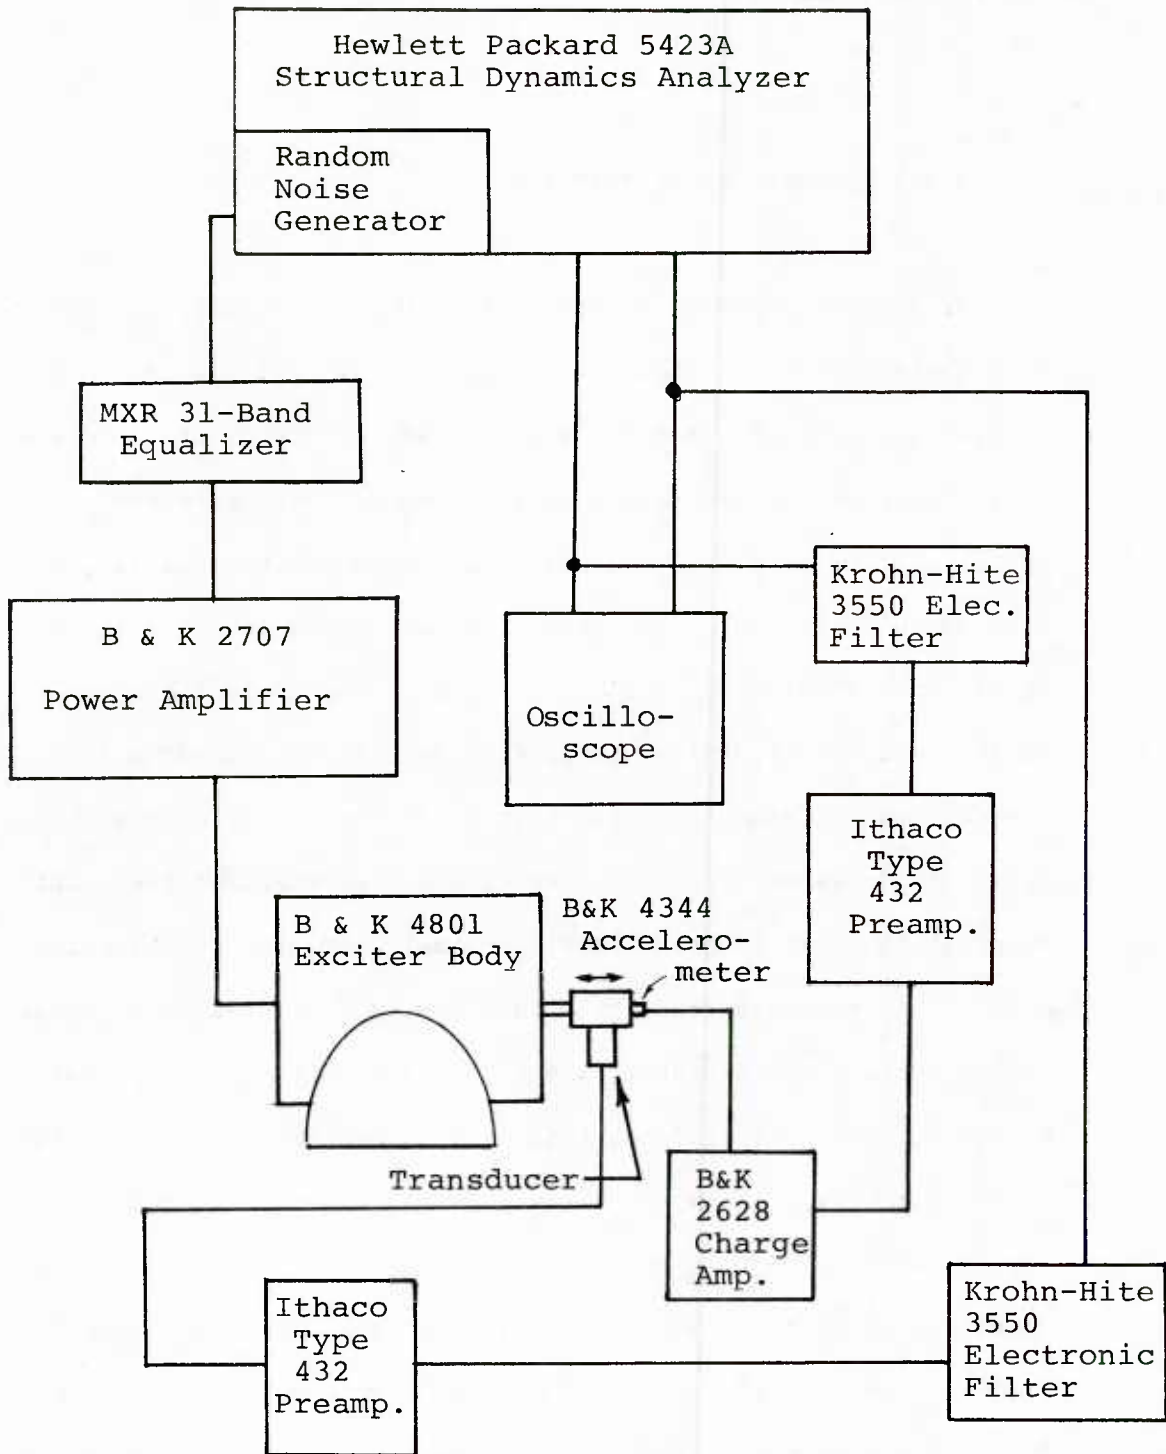 Hewlett Packard 5423A
Structural Dynamics Analyzer
Random
Noise
Generator
MXR 31-Band
Equalizer
B & K 2707
Power Amplifier
Krohn-Hite
3550 Elec.
Filter
Oscillo-
scope
Ithaco
Type
432
Preamp.
B & K 4801
Exciter Body
B&K 4344
Accelero-
meter
Transducer
B&K
2628
Charge
Amp.
Ithaco
Type
432
Preamp.
Krohn-Hite
3550
Electronic
Filter